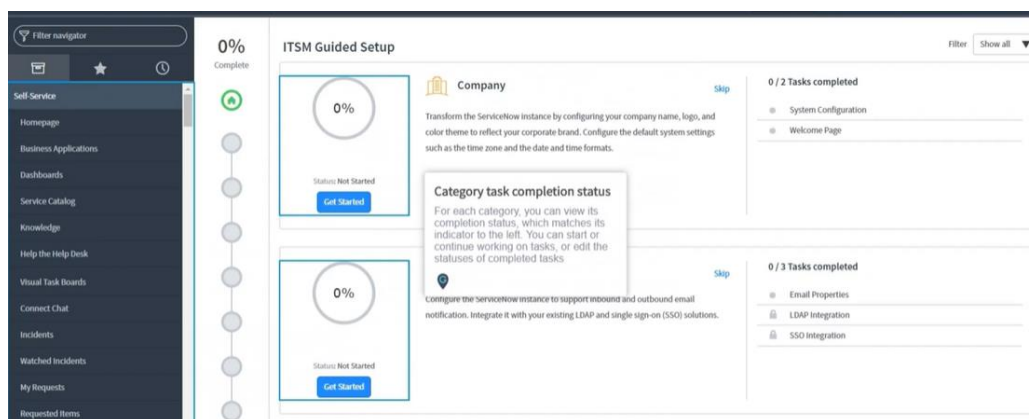 Filter navigator
Self-Service
Homepage
Business Applications
Dashboards
Service Catalog
Knowledge
Help the Help Desk
Visual Task Boards
Connect Chat
Incidents
Watched Incidents
My Requests
Requested Items
0%
Complete
ITSM Guided Setup
Filter Show all
0%
Status: Not Started
Get Started
Company
Skip
Transform the ServiceNow instance by configuring your company name, logo, and
color theme to reflect your corporate brand. Configure the default system settings
such as the time zone and the date and time formats.
0 / 2 Tasks completed
System Configuration
Welcome Page
Category task completion status
For each category, you can view its
completion status, which matches its
indicator to the left. You can start or
continue working on tasks, or edit the
statuses of completed tasks
0%
Status: Not Started
Get Started
Skip
Configure the ServiceNow instance to support inbound and outbound email
notification. Integrate it with your existing LDAP and single sign-on (SSO) solutions.
0 / 3 Tasks completed
Email Properties
LDAP Integration
SSO Integration